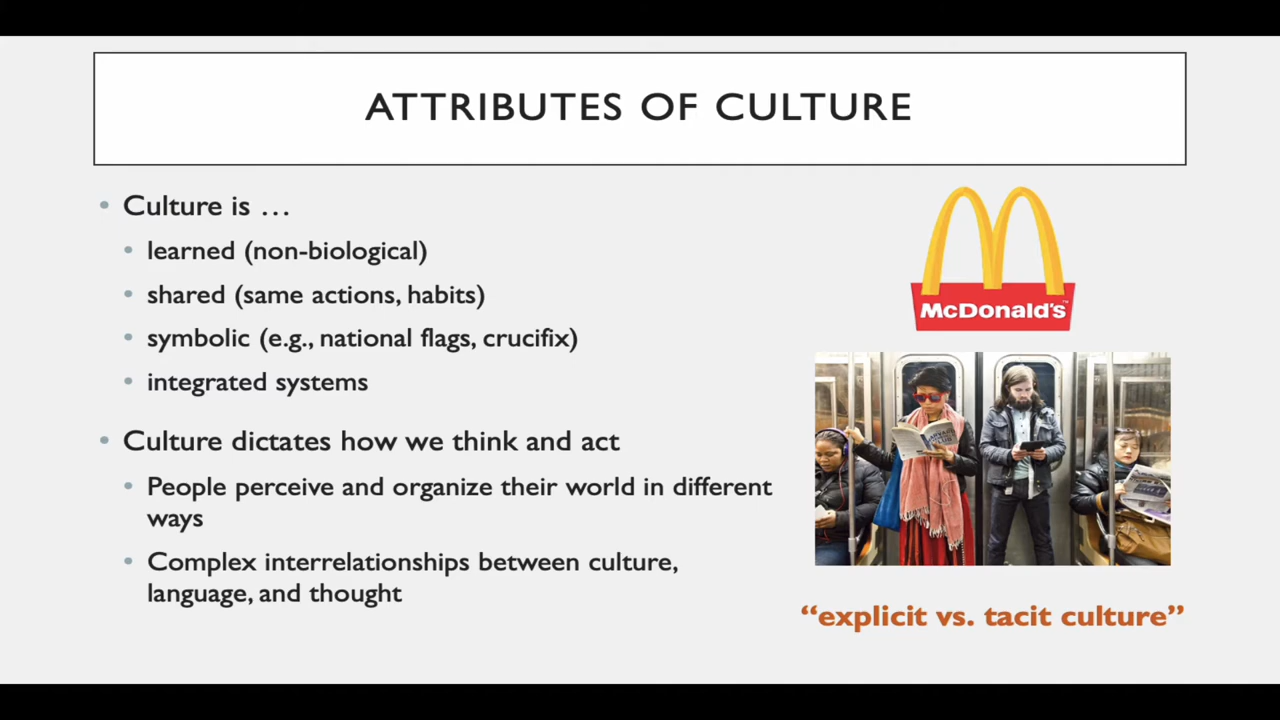 ATTRIBUTES OF CULTURE
• Culture is …
• learned (non-biological)
• shared (same actions, habits)
• symbolic (e.g., national flags, crucifix)
• integrated systems
• Culture dictates how we think and act
• People perceive and organize their world in different
ways
• Complex interrelationships between culture,
language, and thought
McDonald's™
“explicit vs. tacit culture”